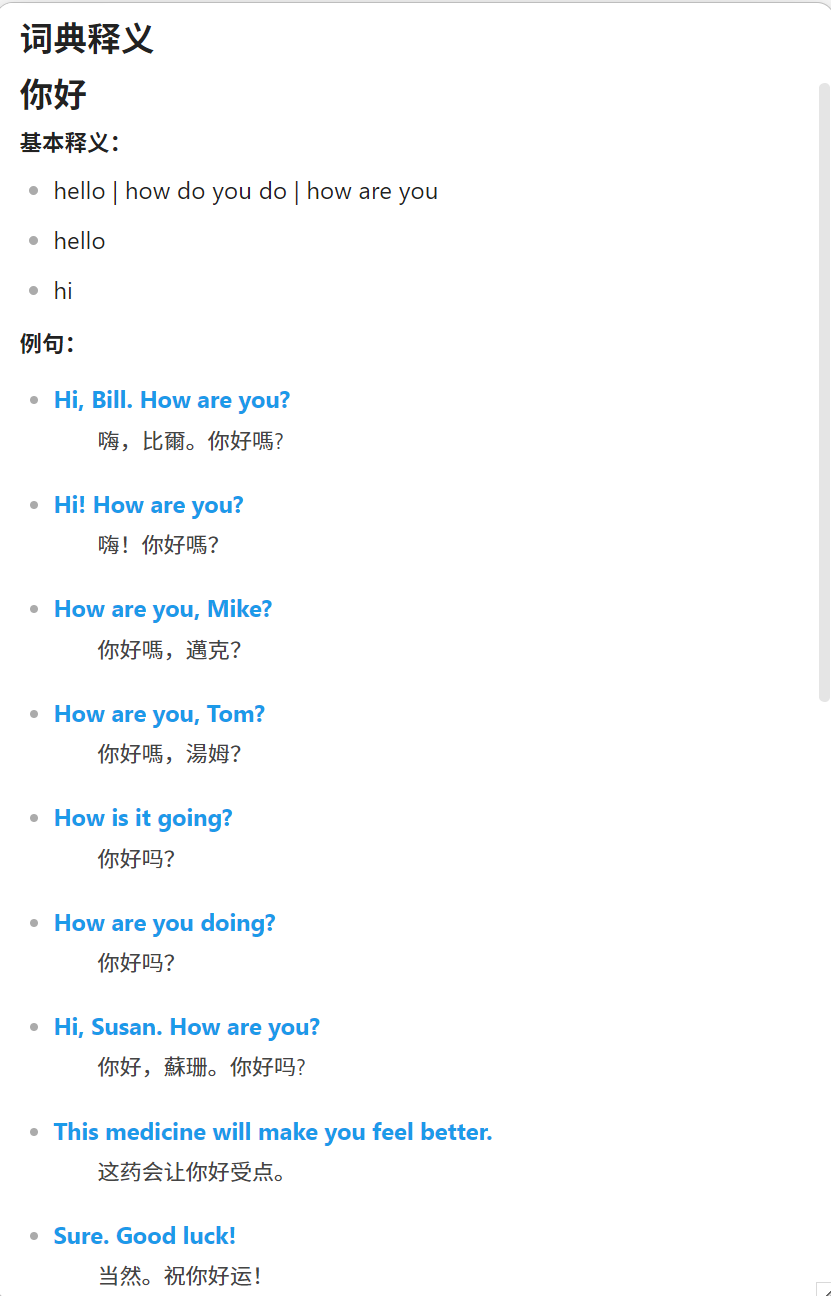 词典释义
你好
基本释义：
hello | how do you do | how are you
hello
hi
例句：
Hi, Bill. How are you?
嗨，比爾。你好嗎?
Hi! How are you?
嗨！你好嗎？
How are you, Mike?
你好嗎，邁克？
How are you, Tom?
你好嗎，湯姆？
How is it going?
你好吗？
How are you doing?
你好吗？
Hi, Susan. How are you?
你好，蘇珊。你好吗?
This medicine will make you feel better.
这药会让你好受点。
Sure. Good luck!
当然。祝你好运！